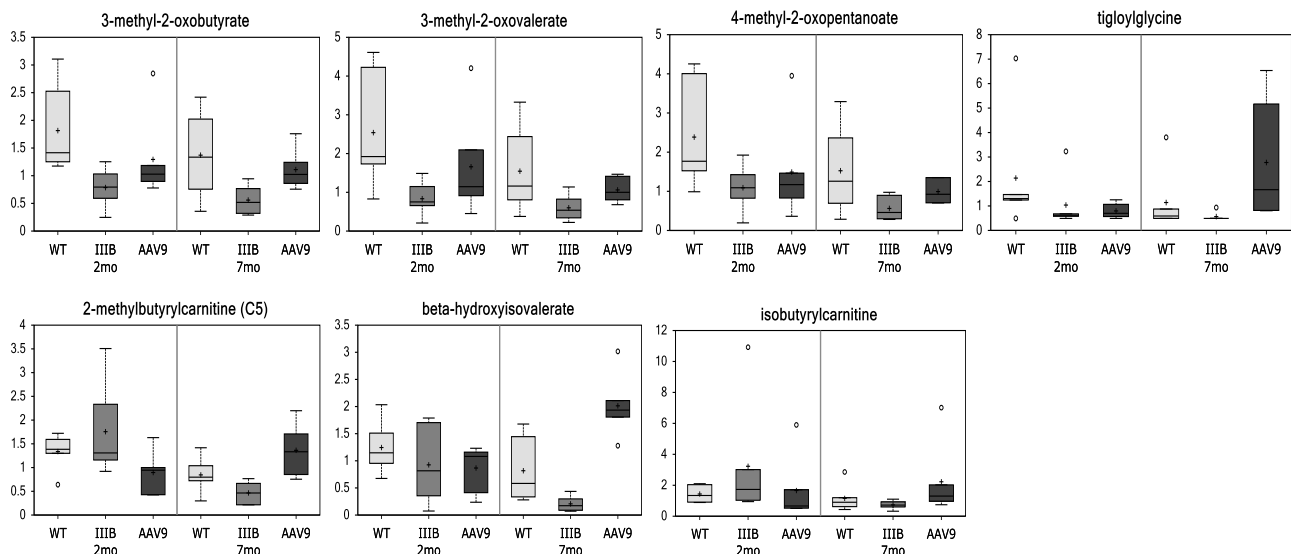 3-methyl-2-oxobutyrate
3.5
3
2.5
2
1.5
1
0.5
0
WT IIIB AAV9 WT IIIB AAV9
2mo 7mo
3-methyl-2-oxovalerate
5
4
3
2
1
0
WT IIIB AAV9 WT IIIB AAV9
2mo 7mo
4-methyl-2-oxopentanoate
5
4
3
2
1
0
WT IIIB AAV9 WT IIIB AAV9
2mo 7mo
tigloylglycine
8
7
6
5
4
3
2
1
0
WT IIIB AAV9 WT IIIB AAV9
2mo 7mo
2-methylbutyrylcarnitine (C5)
4
3.5
3
2.5
2
1.5
1
0.5
0
WT IIIB AAV9 WT IIIB AAV9
2mo 7mo
beta-hydroxyisovalerate
3.5
3
2.5
2
1.5
1
0.5
0
WT IIIB AAV9 WT IIIB AAV9
2mo 7mo
isobutyrylcarnitine
12
10
8
6
4
2
0
WT IIIB AAV9 WT IIIB AAV9
2mo 7mo